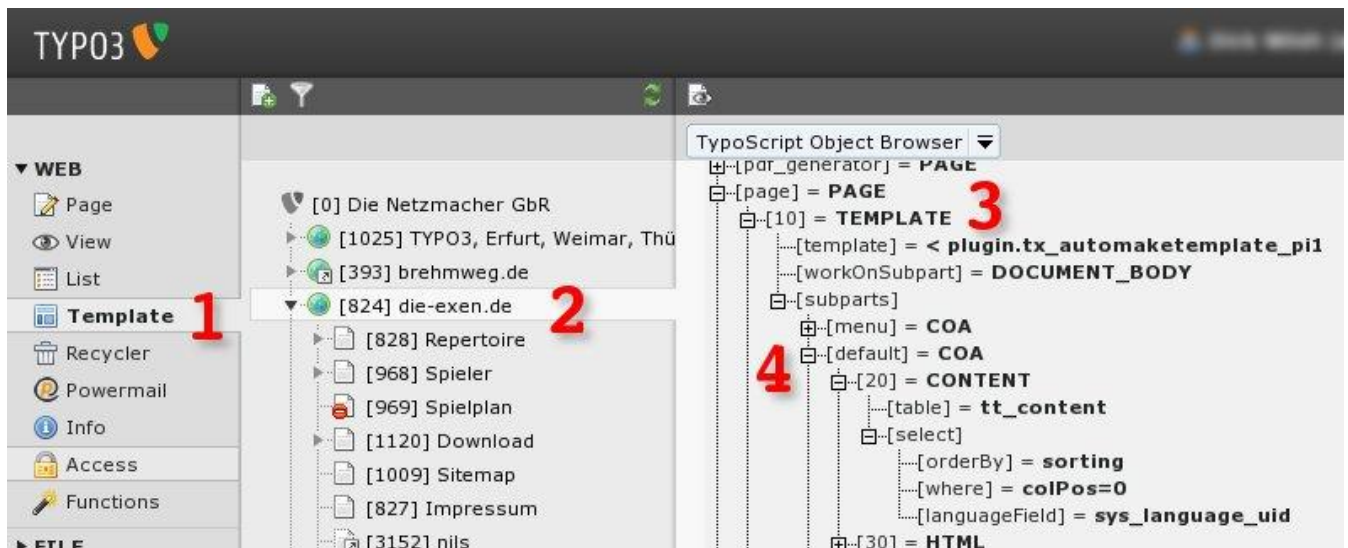 TYPO3
TypoScript Object Browser
WEB
Page
View
List
Template
Recycler
Powermail
Info
Access
Functions
FILE
1
[0] Die Netzmacher GbR
[1025] TYPO3, Erfurt, Weimar, Thü
[393] brehmweg.de
[824] die-exen.de
[828] Repertoire
[968] Spieler
[969] Spielplan
[1120] Download
[1009] Sitemap
[827] Impressum
[3152] nils
2
[pdf_generator] = PAGE
[page] = PAGE
[10] = TEMPLATE
[template] = < plugin.tx_automaketemplate_pi1
[workOnSubpart] = DOCUMENT_BODY
[subparts]
[menu] = COA
[default] = COA
[20] = CONTENT
[table] = tt_content
[select]
[orderBy] = sorting
[where] = colPos=0
[languageField] = sys_language_uid
[30] = HTML
3
4